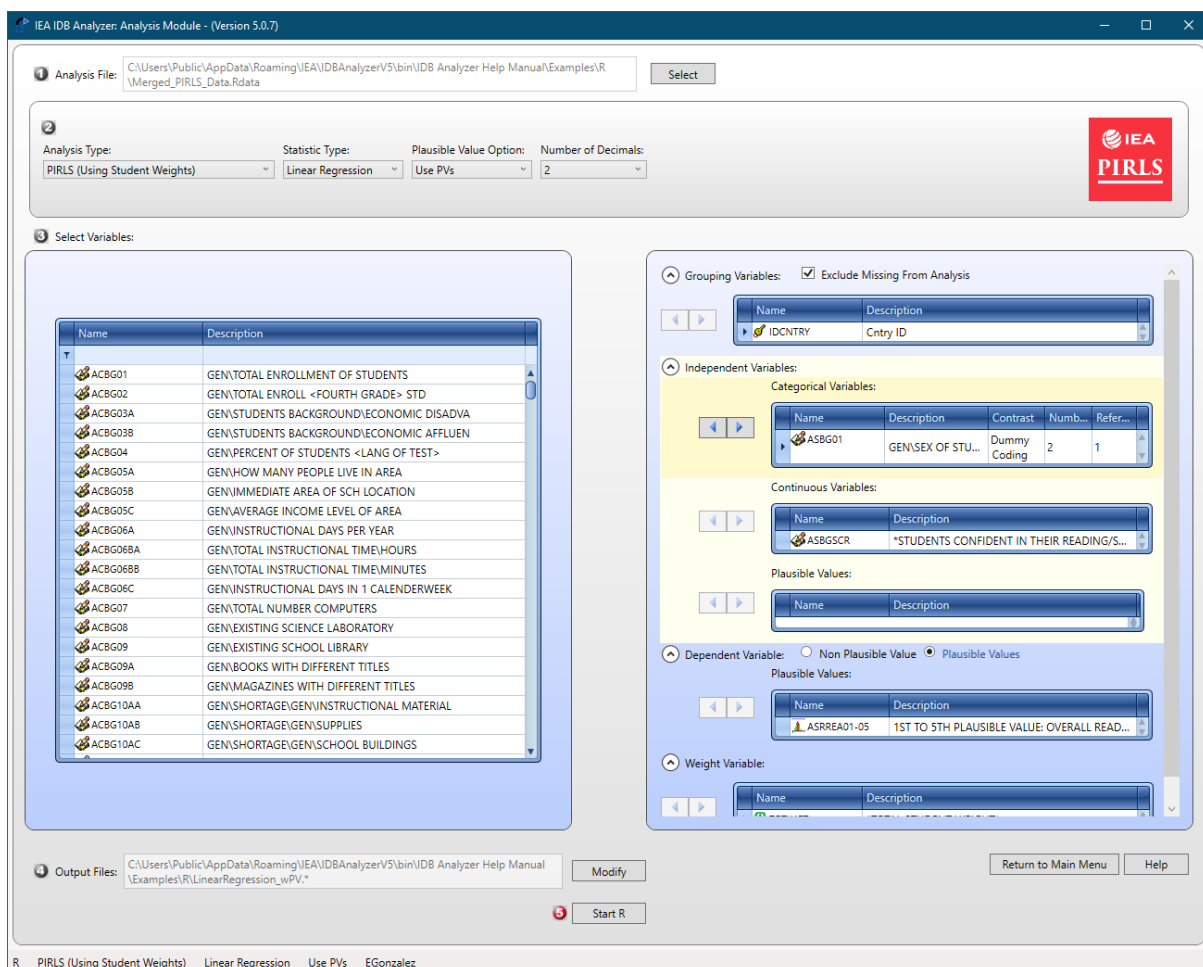 IEA IDB Analyzer: Analysis Module - (Version 5.0.7)
1 Analysis File:
C:\Users\Public\AppData\Roaming\IEA\IDBAnalyzerV5\bin\IDB Analyzer Help Manual\Examples\R
\Merged_PIRLS_Data.Rdata
Select
2
Analysis Type: Statistic Type: Plausible Value Option: Number of Decimals:
PIRLS (Using Student Weights) Linear Regression Use PVs 2
IEA
PIRLS
3 Select Variables:
Name Description
ACBG01 GEN\TOTAL ENROLLMENT OF STUDENTS
ACBG02 GEN\TOTAL ENROLL <FOURTH GRADE> STD
ACBG03A GEN\STUDENTS BACKGROUND\ECONOMIC DISADVA
ACBG03B GEN\STUDENTS BACKGROUND\ECONOMIC AFFLUEN
ACBG04 GEN\PERCENT OF STUDENTS <LANG OF TEST>
ACBG05A GEN\HOW MANY PEOPLE LIVE IN AREA
ACBG05B GEN\IMMEDIATE AREA OF SCH LOCATION
ACBG05C GEN\AVERAGE INCOME LEVEL OF AREA
ACBG06A GEN\INSTRUCTIONAL DAYS PER YEAR
ACBG06BA GEN\TOTAL INSTRUCTIONAL TIME\HOURS
ACBG06BB GEN\TOTAL INSTRUCTIONAL TIME\MINUTES
ACBG06C GEN\INSTRUCTIONAL DAYS IN 1 CALENDERWEEK
ACBG07 GEN\TOTAL NUMBER COMPUTERS
ACBG08 GEN\EXISTING SCIENCE LABORATORY
ACBG09 GEN\EXISTING SCHOOL LIBRARY
ACBG09A GEN\BOOKS WITH DIFFERENT TITLES
ACBG09B GEN\MAGAZINES WITH DIFFERENT TITLES
ACBG10AA GEN\SHORTAGE\GEN\INSTRUCTIONAL MATERIAL
ACBG10AB GEN\SHORTAGE\GEN\SUPPLIES
ACBG10AC GEN\SHORTAGE\GEN\SCHOOL BUILDINGS
Grouping Variables: Exclude Missing From Analysis
Name Description
IDCNTRY Cntry ID
Independent Variables:
Categorical Variables:
Name Description Contrast Numb... Refer...
ASBG01 GEN\SEX OF STU... Dummy Coding 2 1
Continuous Variables:
Name Description
ASBGSCR *STUDENTS CONFIDENT IN THEIR READING/S...
Plausible Values:
Name Description
Dependent Variable: Non Plausible Value Plausible Values
Plausible Values:
Name Description
ASRREA01-05 1ST TO 5TH PLAUSIBLE VALUE: OVERALL READ...
Weight Variable:
Name Description
4 Output Files:
C:\Users\Public\AppData\Roaming\IEA\IDBAnalyzerV5\bin\IDB Analyzer Help Manual
\Examples\R\LinearRegression_wPV.*
Modify
Return to Main Menu Help
5 Start R
R PIRLS (Using Student Weights) Linear Regression Use PVs EGonzalez